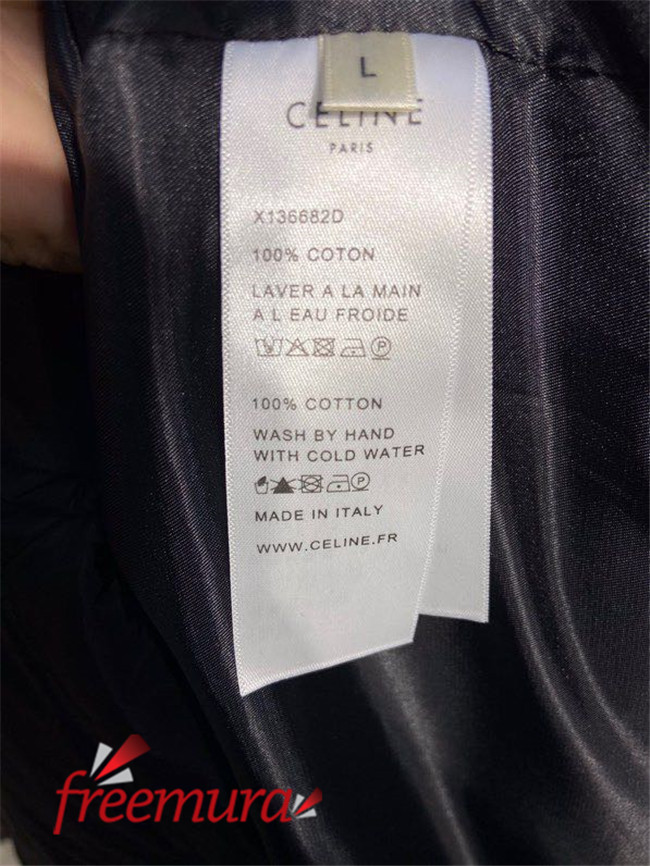 L
CELINE
PARIS
X136682D
100% COTON
LAVER A LA MAIN
A L EAU FROIDE
100% COTTON
WASH BY HAND
WITH COLD WATER
MADE IN ITALY
WWW.CELINE.FR
freemura